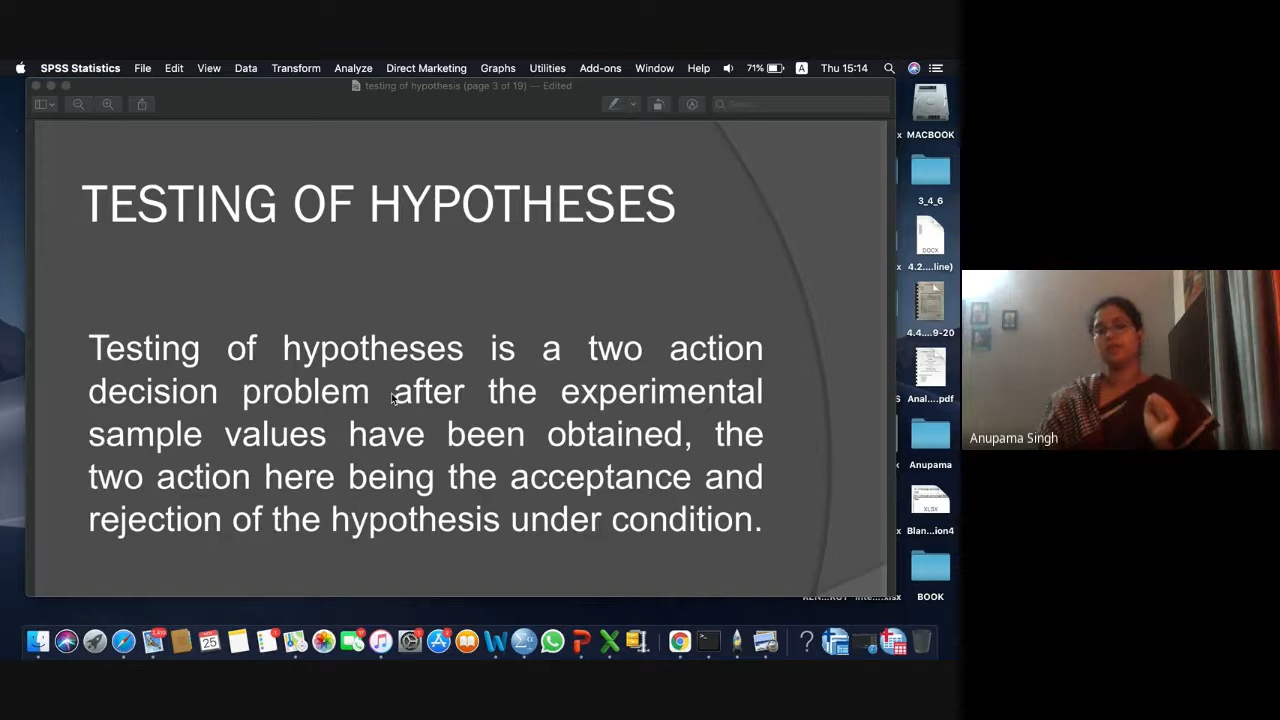 SPSS Statistics File Edit View Data Transform Analyze Direct Marketing Graphs Utilities Add-ons Window Help 71% A Thu 15:14
testing of hypothesis (page 3 of 19) — Edited
Search
TESTING OF HYPOTHESES
Testing of hypotheses is a two action
decision problem after the experimental
sample values have been obtained, the
two action here being the acceptance and
rejection of the hypothesis under condition.
MACBOOK
3_4_6
DOCX
4.2....line)
4.4....9-20
Anal....pdf
Anupama
XLSX
Blan...ion4
BOOK
Anupama Singh
25